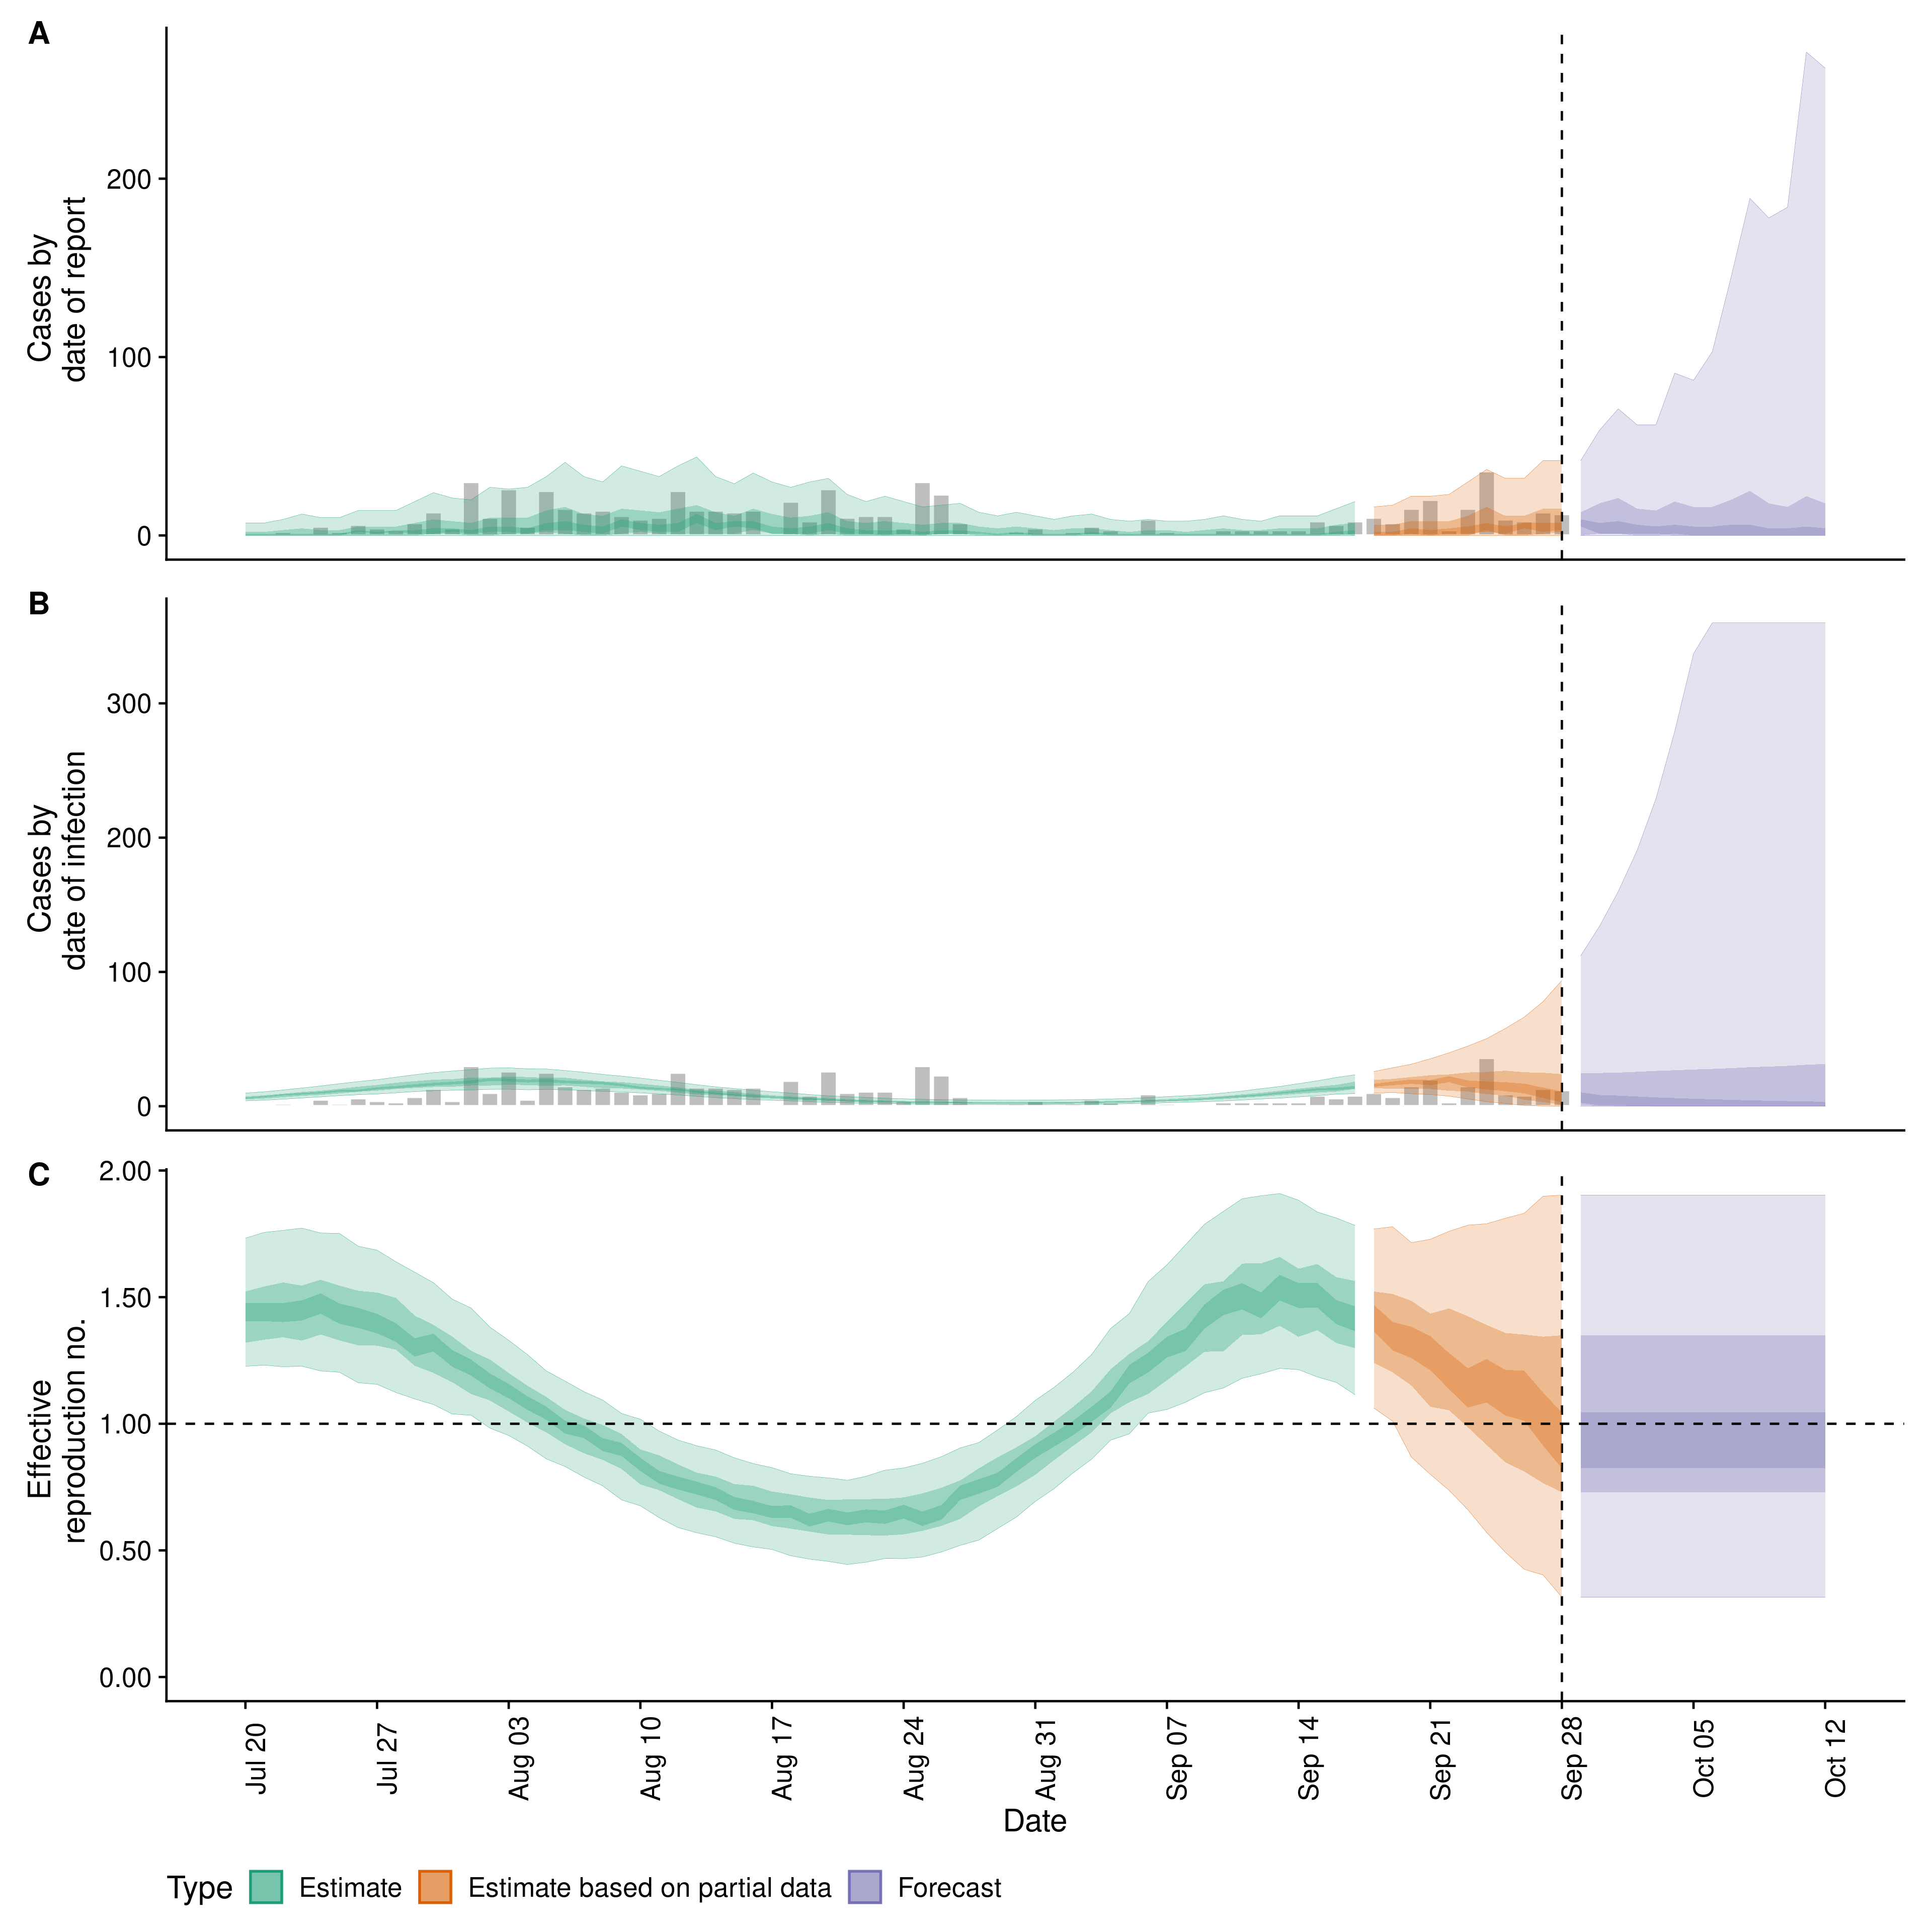 A
Cases by
date of report
200
100
0
B
Cases by
date of infection
300
200
100
0
C
Effective
reproduction no.
2.00
1.50
1.00
0.50
0.00
Jul 20
Jul 27
Aug 03
Aug 10
Aug 17
Aug 24
Aug 31
Sep 07
Sep 14
Sep 21
Sep 28
Oct 05
Oct 12
Date
Type Estimate Estimate based on partial data Forecast